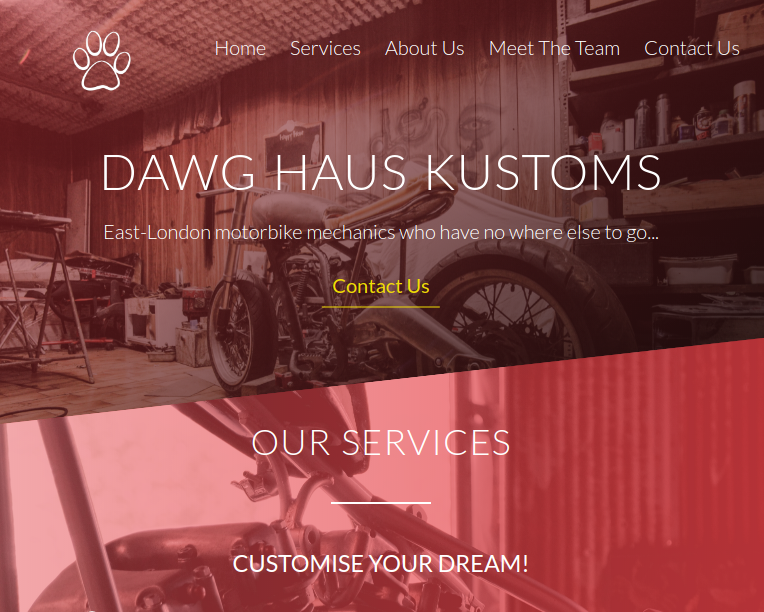 Home Services About Us Meet The Team Contact Us
DAWG HAUS KUSTOMS
East-London motorbike mechanics who have no where else to go...
Contact Us
OUR SERVICES
CUSTOMISE YOUR DREAM!